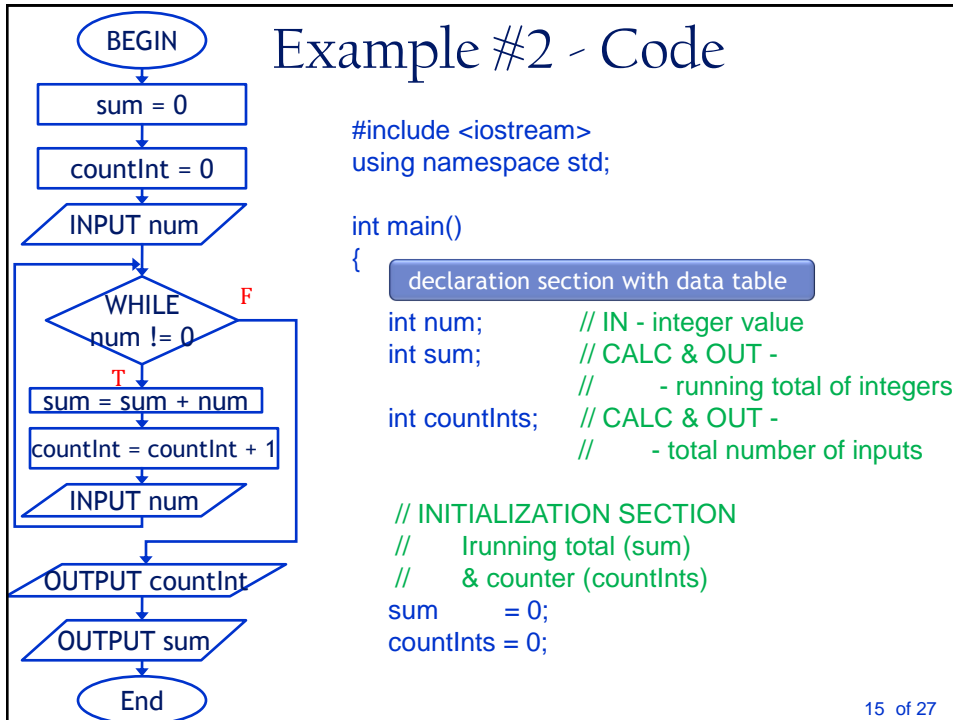 Example #2 - Code
BEGIN
sum = 0
countInt = 0
INPUT num
WHILE
num != 0
F
T
sum = sum + num
countInt = countInt + 1
INPUT num
OUTPUT countInt
OUTPUT sum
End
#include <iostream>
using namespace std;
int main()
{
declaration section with data table
int num; // IN - integer value
int sum; // CALC & OUT -
// - running total of integers
int countInts; // CALC & OUT -
// - total number of inputs
// INITIALIZATION SECTION
// Irunning total (sum)
// & counter (countInts)
sum = 0;
countInts = 0;
15 of 27